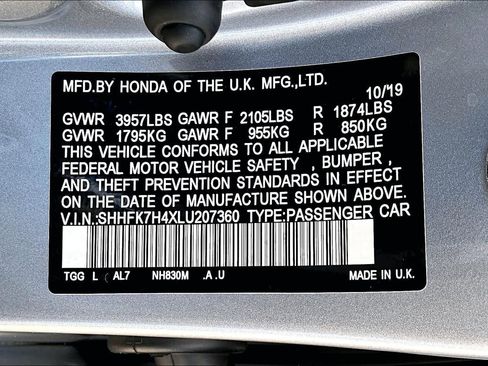 MFD.BY HONDA OF THE U.K. MFG.,LTD.
10/19
GVWR 3957LBS GAWR F 2105LBS R 1874LBS
GVWR 1795KG GAWR F 955KG R 850KG
THIS VEHICLE CONFORMS TO ALL APPLICABLE
FEDERAL MOTOR VEHICLE SAFETY , BUMPER ,
AND THEFT PREVENTION STANDARDS IN EFFECT
ON THE DATE OF MANUFACTURE SHOWN ABOVE.
V.I.N:SHHFK7H4XLU207360 TYPE:PASSENGER CAR
TGG L AL7 NH830M .A .U MADE IN U.K.